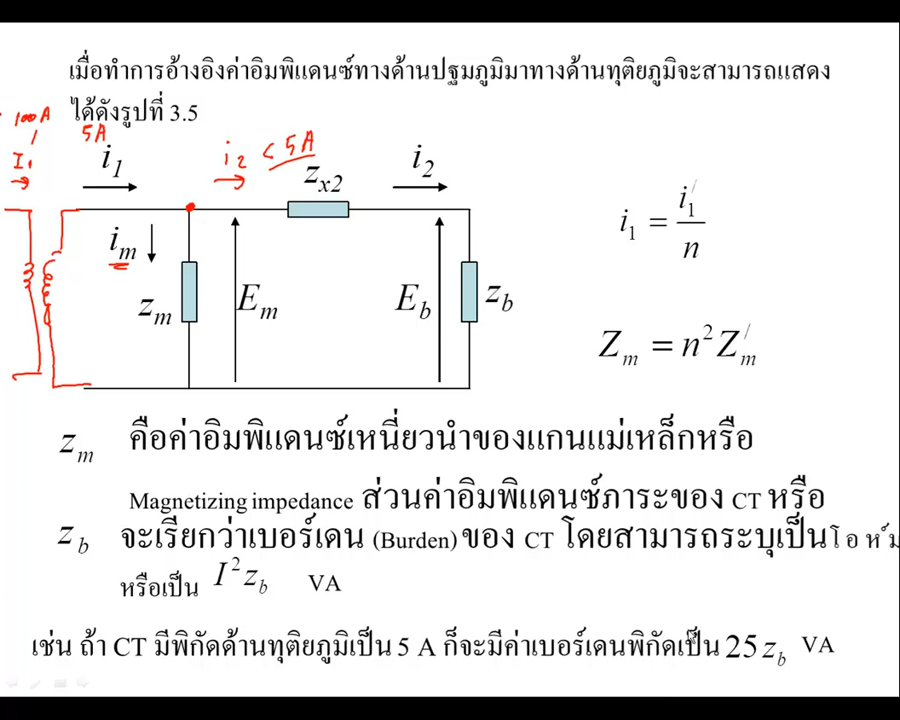 เมื่อทำการอ้างอิงค่าอิมพิแดนซ์ทางด้านปฐมภูมิมาทางด้านทุติยภูมิจะสามารถแสดง
ได้ดังรูปที่ 3.5
100 A
/
5A
I₁
i₁
i₂ < 5A
z_{x2}
i₂
i_m
z_m
E_m
E_b
z_b
i₁ = i₁′/n
Z_m = n²Z_m′
z_m คือค่าอิมพิแดนซ์เหนี่ยวนำของแกนแม่เหล็กหรือ
Magnetizing impedance ส่วนค่าอิมพิแดนซ์ภาระของ CT หรือ
z_b จะเรียกว่าเบอร์เดน (Burden) ของ CT โดยสามารถระบุเป็นโอห์ม
หรือเป็น I²z_b VA
เช่น ถ้า CT มีพิกัดด้านทุติยภูมิเป็น 5 A ก็จะมีค่าเบอร์เดนพิกัดเป็น 25z_b VA